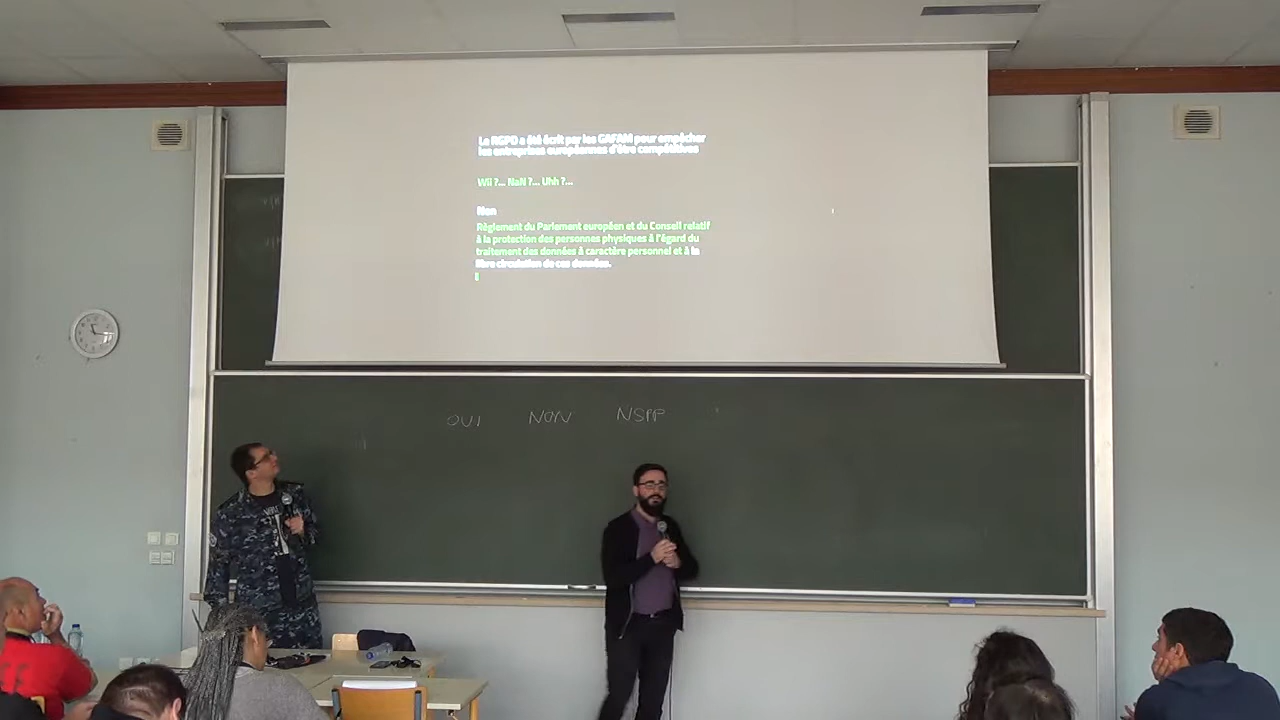 Le RGPD a été écrit par les GAFAM pour empêcher
les entreprises européennes d'être compétitives
Wii ?... NaN ?... Uhh ?...
Non
Règlement du Parlement européen et du Conseil relatif
à la protection des personnes physiques à l'égard du
traitement des données à caractère personnel et à la
libre circulation de ces données.
OUI NON NSPP